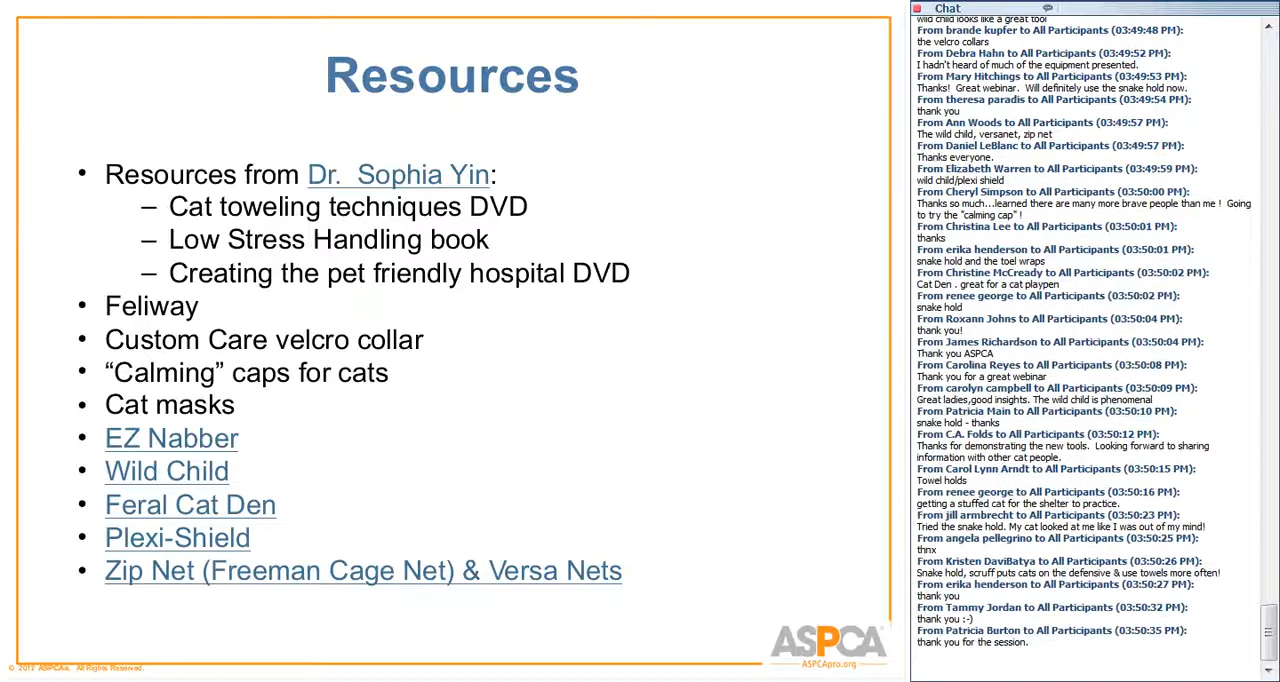 Resources
• Resources from Dr. Sophia Yin:
– Cat toweling techniques DVD
– Low Stress Handling book
– Creating the pet friendly hospital DVD
• Feliway
• Custom Care velcro collar
• “Calming” caps for cats
• Cat masks
• EZ Nabber
• Wild Child
• Feral Cat Den
• Plexi-Shield
• Zip Net (Freeman Cage Net) & Versa Nets
ASPCA
ASPCApro.org
All Rights Reserved.
Chat
wild child looks like a great tool
From brande kupfer to All Participants (03:49:48 PM):
the velcro collars
From Debra Hahn to All Participants (03:49:52 PM):
I hadn't heard of much of the equipment presented.
From Mary Hitchings to All Participants (03:49:53 PM):
Thanks! Great webinar. Will definitely use the snake hold now.
From theresa paradis to All Participants (03:49:54 PM):
thank you
From Ann Woods to All Participants (03:49:57 PM):
The wild child, versanet, zip net
From Daniel LeBlanc to All Participants (03:49:57 PM):
Thanks everyone.
From Elizabeth Warren to All Participants (03:49:59 PM):
wild child/plexi shield
From Cheryl Simpson to All Participants (03:50:00 PM):
Thanks so much...learned there are many more brave people than me ! Going
to try the "calming cap" !
From Christina Lee to All Participants (03:50:01 PM):
thanks
From erika henderson to All Participants (03:50:01 PM):
snake hold and the toel wraps
From Christine McCready to All Participants (03:50:02 PM):
Cat Den . great for a cat playpen
From renee george to All Participants (03:50:02 PM):
snake hold
From Roxann Johns to All Participants (03:50:04 PM):
thank you!
From James Richardson to All Participants (03:50:04 PM):
Thank you ASPCA
From Carolina Reyes to All Participants (03:50:08 PM):
Thank you for a great webinar
From carolyn campbell to All Participants (03:50:09 PM):
Great ladies,good insights. The wild child is phenomenal
From Patricia Main to All Participants (03:50:10 PM):
snake hold - thanks
From C.A. Folds to All Participants (03:50:12 PM):
Thanks for demonstrating the new tools. Looking forward to sharing
information with other cat people.
From Carol Lynn Arndt to All Participants (03:50:15 PM):
Towel holds
From renee george to All Participants (03:50:16 PM):
getting a stuffed cat for the shelter to practice.
From jill armbrecht to All Participants (03:50:23 PM):
Tried the snake hold. My cat looked at me like I was out of my mind!
From angela pellegrino to All Participants (03:50:25 PM):
thnx
From Kristen DaviBatya to All Participants (03:50:26 PM):
Snake hold, scruff puts cats on the defensive & use towels more often!
From erika henderson to All Participants (03:50:27 PM):
thank you
From Tammy Jordan to All Participants (03:50:32 PM):
thank you :-)
From Patricia Burton to All Participants (03:50:35 PM):
thank you for the session.